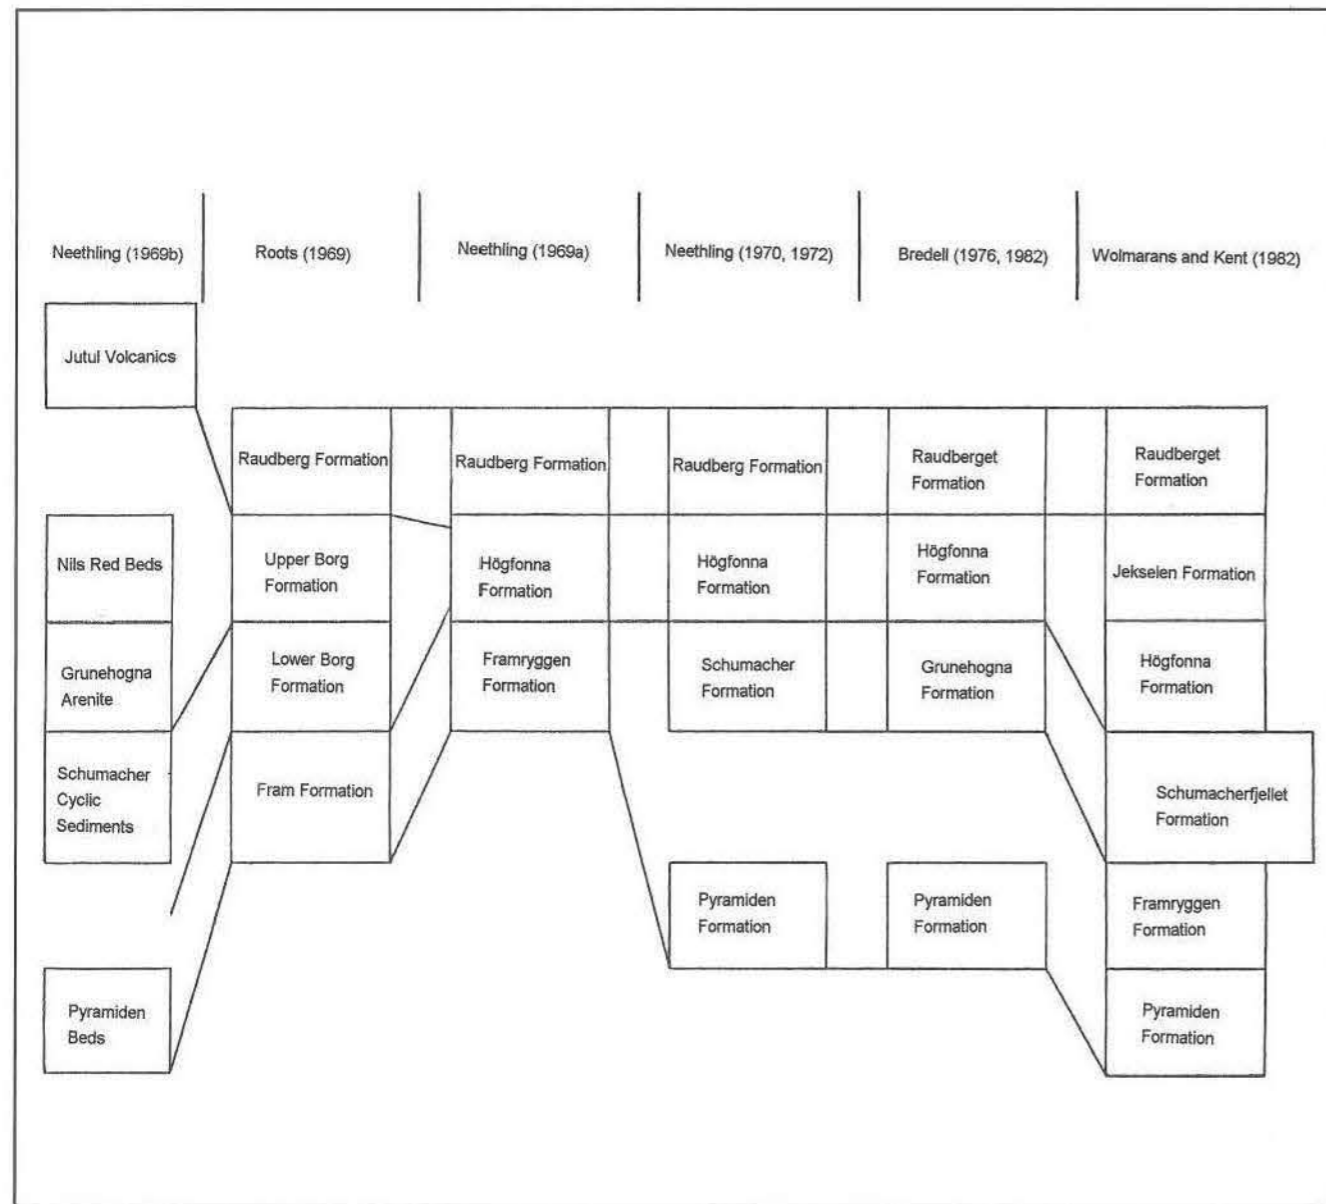 Neethling (1969b)
Roots (1969)
Neethling (1969a)
Neethling (1970, 1972)
Bredell (1976, 1982)
Wolmarans and Kent (1982)
Jutul Volcanics
Raudberg Formation
Raudberg Formation
Raudberg Formation
Raudberget
Formation
Raudberget
Formation
Nils Red Beds
Upper Borg
Formation
Högfonna
Formation
Högfonna
Formation
Högfonna
Formation
Jekselen Formation
Grunehogna
Arenite
Lower Borg
Formation
Framryggen
Formation
Schumacher
Formation
Grunehogna
Formation
Högfonna
Formation
Schumacher
Cyclic
Sediments
Fram Formation
Schumacherfjellet
Formation
Pyramiden
Formation
Pyramiden
Formation
Framryggen
Formation
Pyramiden
Beds
Pyramiden
Formation